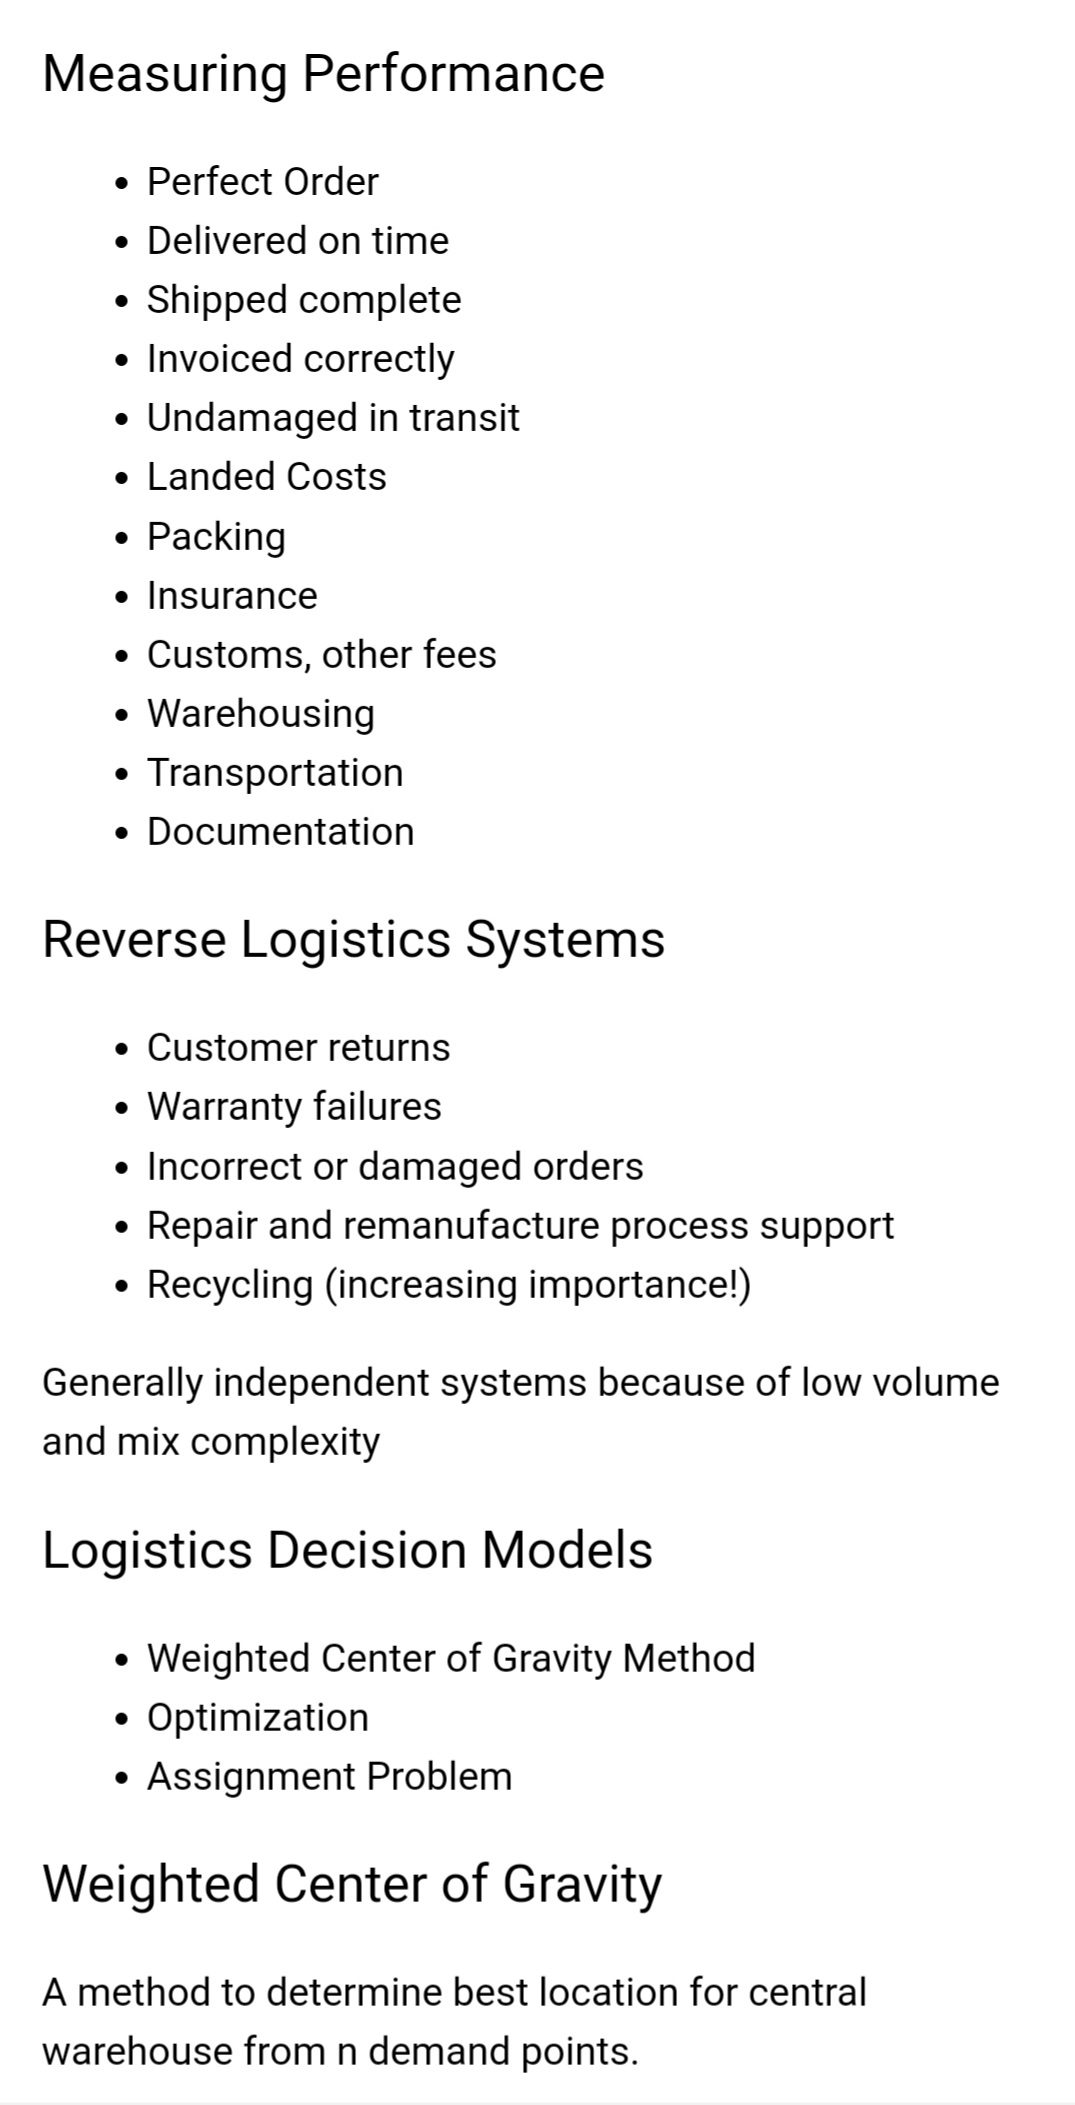 Measuring Performance
• Perfect Order
• Delivered on time
• Shipped complete
• Invoiced correctly
• Undamaged in transit
• Landed Costs
• Packing
• Insurance
• Customs, other fees
• Warehousing
• Transportation
• Documentation
Reverse Logistics Systems
• Customer returns
• Warranty failures
• Incorrect or damaged orders
• Repair and remanufacture process support
• Recycling (increasing importance!)
Generally independent systems because of low volume
and mix complexity
Logistics Decision Models
• Weighted Center of Gravity Method
• Optimization
• Assignment Problem
Weighted Center of Gravity
A method to determine best location for central
warehouse from n demand points.